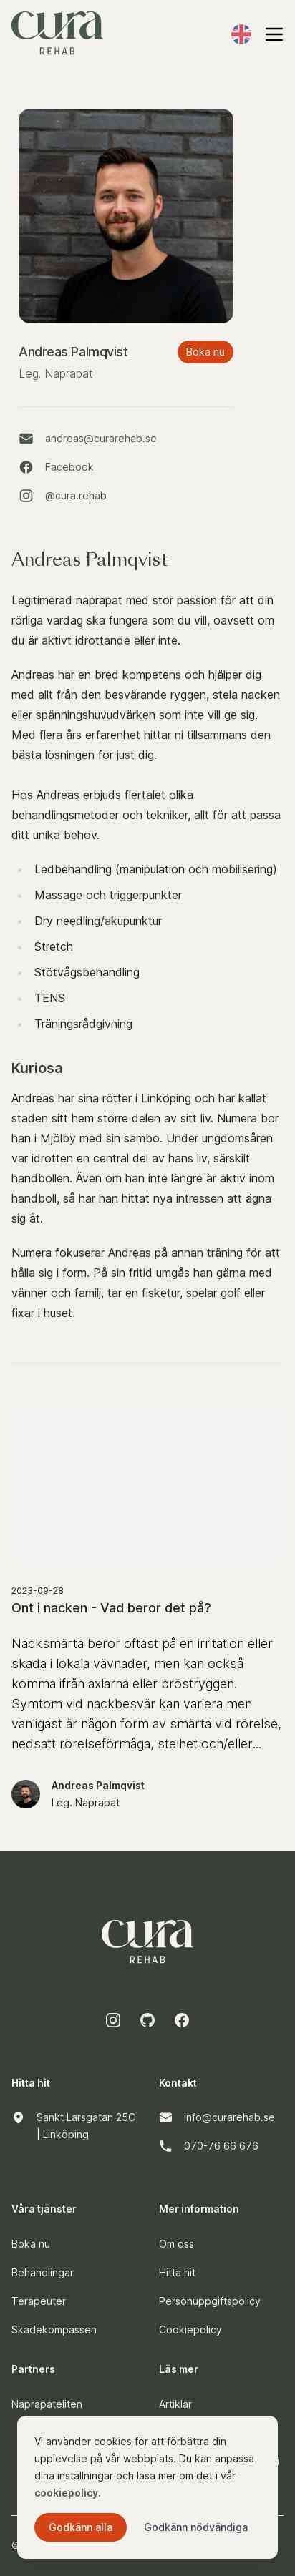 cura
REHAB
Andreas Palmqvist
Boka nu
Leg. Naprapat
andreas@curarehab.se
Facebook
@cura.rehab
Andreas Palmqvist
Legitimerad naprapat med stor passion för att din
rörliga vardag ska fungera som du vill, oavsett om
du är aktivt idrottande eller inte.
Andreas har en bred kompetens och hjälper dig
med allt från den besvärande ryggen, stela nacken
eller spänningshuvudvärken som inte vill ge sig.
Med flera års erfarenhet hittar ni tillsammans den
bästa lösningen för just dig.
Hos Andreas erbjuds flertalet olika
behandlingsmetoder och tekniker, allt för att passa
ditt unika behov.
Ledbehandling (manipulation och mobilisering)
Massage och triggerpunkter
Dry needling/akupunktur
Stretch
Stötvågsbehandling
TENS
Träningsrådgivning
Kuriosa
Andreas har sina rötter i Linköping och har kallat
staden sitt hem större delen av sitt liv. Numera bor
han i Mjölby med sin sambo. Under ungdomsåren
var idrotten en central del av hans liv, särskilt
handbollen. Även om han inte längre är aktiv inom
handboll, så har han hittat nya intressen att ägna
sig åt.
Numera fokuserar Andreas på annan träning för att
hålla sig i form. På sin fritid umgås han gärna med
vänner och familj, tar en fisketur, spelar golf eller
fixar i huset.
2023-09-28
Ont i nacken - Vad beror det på?
Nacksmärta beror oftast på en irritation eller
skada i lokala vävnader, men kan också
komma ifrån axlarna eller bröstryggen.
Symtom vid nackbesvär kan variera men
vanligast är någon form av smärta vid rörelse,
nedsatt rörelseförmåga, stelhet och/eller...
Andreas Palmqvist
Leg. Naprapat
cura
REHAB
Hitta hit
Kontakt
Sankt Larsgatan 25C
| Linköping
info@curarehab.se
070-76 66 676
Våra tjänster
Mer information
Boka nu
Om oss
Behandlingar
Hitta hit
Terapeuter
Personuppgiftspolicy
Skadekompassen
Cookiepolicy
Partners
Läs mer
Naprapateliten
Artiklar
Vi använder cookies för att förbättra din
upplevelse på vår webbplats. Du kan anpassa
dina inställningar och läsa mer om det i vår
cookiepolicy.
Godkänn alla
Godkänn nödvändiga